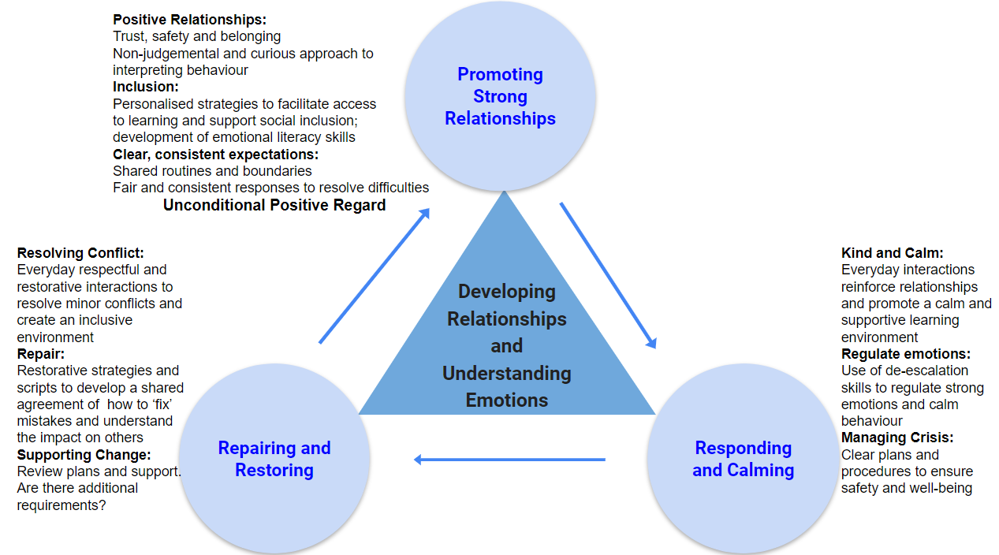 Positive Relationships:
Trust, safety and belonging
Non-judgemental and curious approach to
interpreting behaviour
Inclusion:
Personalised strategies to facilitate access
to learning and support social inclusion;
development of emotional literacy skills
Clear, consistent expectations:
Shared routines and boundaries
Fair and consistent responses to resolve difficulties
Unconditional Positive Regard
Promoting
Strong
Relationships
Resolving Conflict:
Everyday respectful and
restorative interactions to
resolve minor conflicts and
create an inclusive
environment
Repair:
Restorative strategies and
scripts to develop a shared
agreement of  how to ‘fix’
mistakes and understand
the impact on others
Supporting Change:
Review plans and support.
Are there additional
requirements?
Developing
Relationships
and
Understanding
Emotions
Kind and Calm:
Everyday interactions
reinforce relationships
and promote a calm and
supportive learning
environment
Regulate emotions:
Use of de-escalation
skills to regulate strong
emotions and calm
behaviour
Managing Crisis:
Clear plans and
procedures to ensure
safety and well-being
Repairing and
Restoring
Responding
and Calming